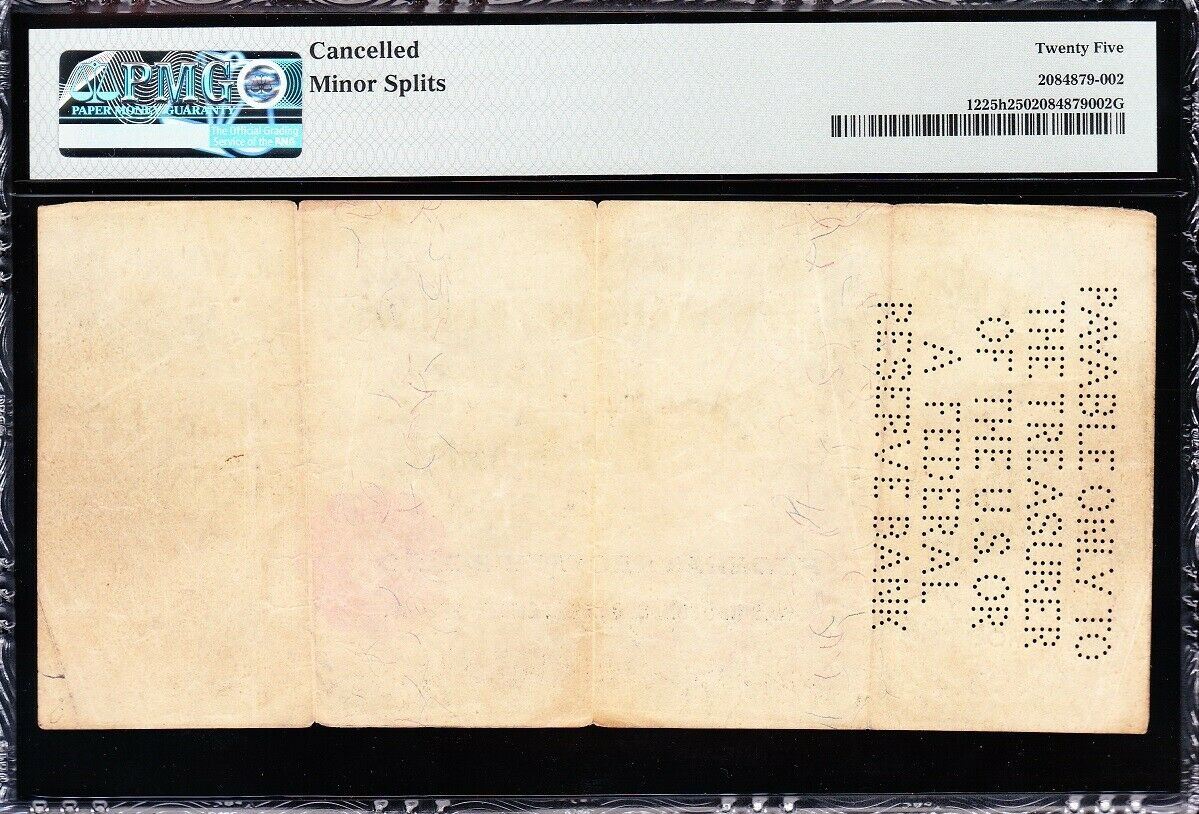 PMG
PAPER MONEY GUARANTY
The Official Grading
Service of the ANA
Cancelled
Minor Splits
Twenty Five
2084879-002
1225h2502084879002G
PAYABLE ONLY TO
THE TREASURER
OF THE U.S. OR
A FEDERAL
RESERVE BANK